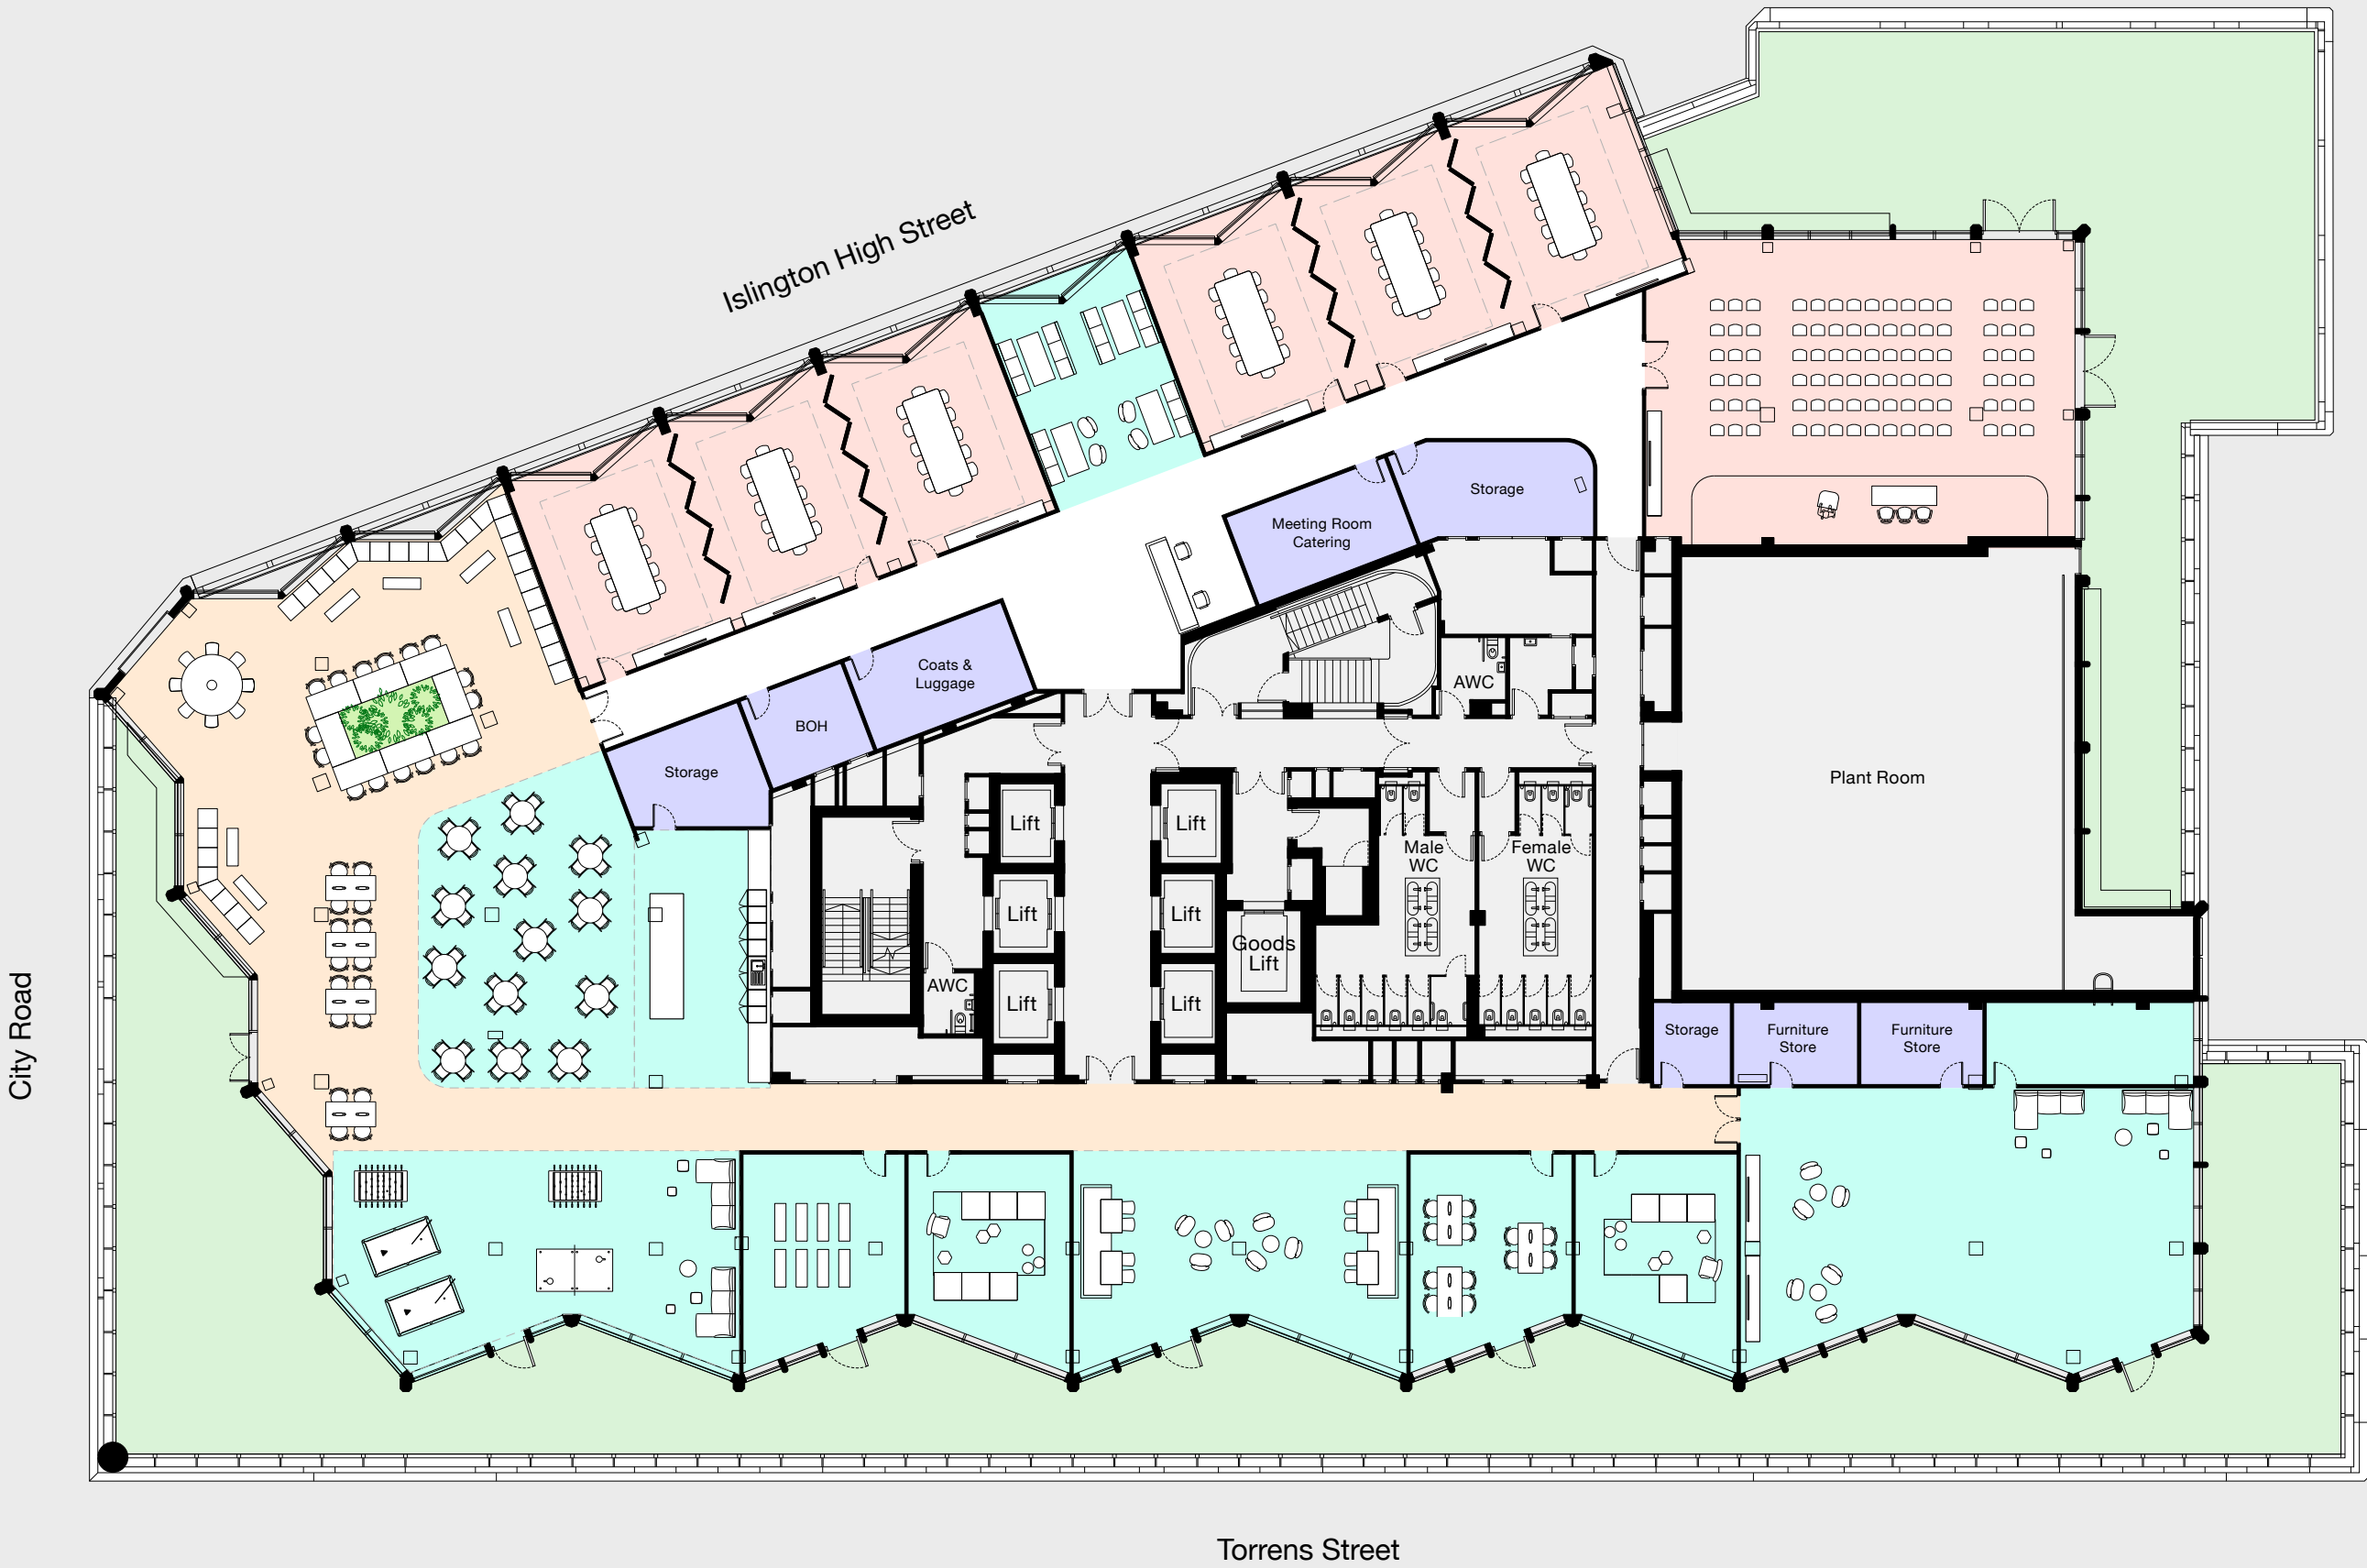 Islington High Street
Storage
Meeting Room
Catering
Coats &
Luggage
AWC
BOH
Storage
Plant Room
Lift
Lift
Male
WC
Female
WC
Lift
Lift
Goods
Lift
AWC
Lift
Lift
Storage
Furniture
Store
Furniture
Store
City Road
Torrens Street